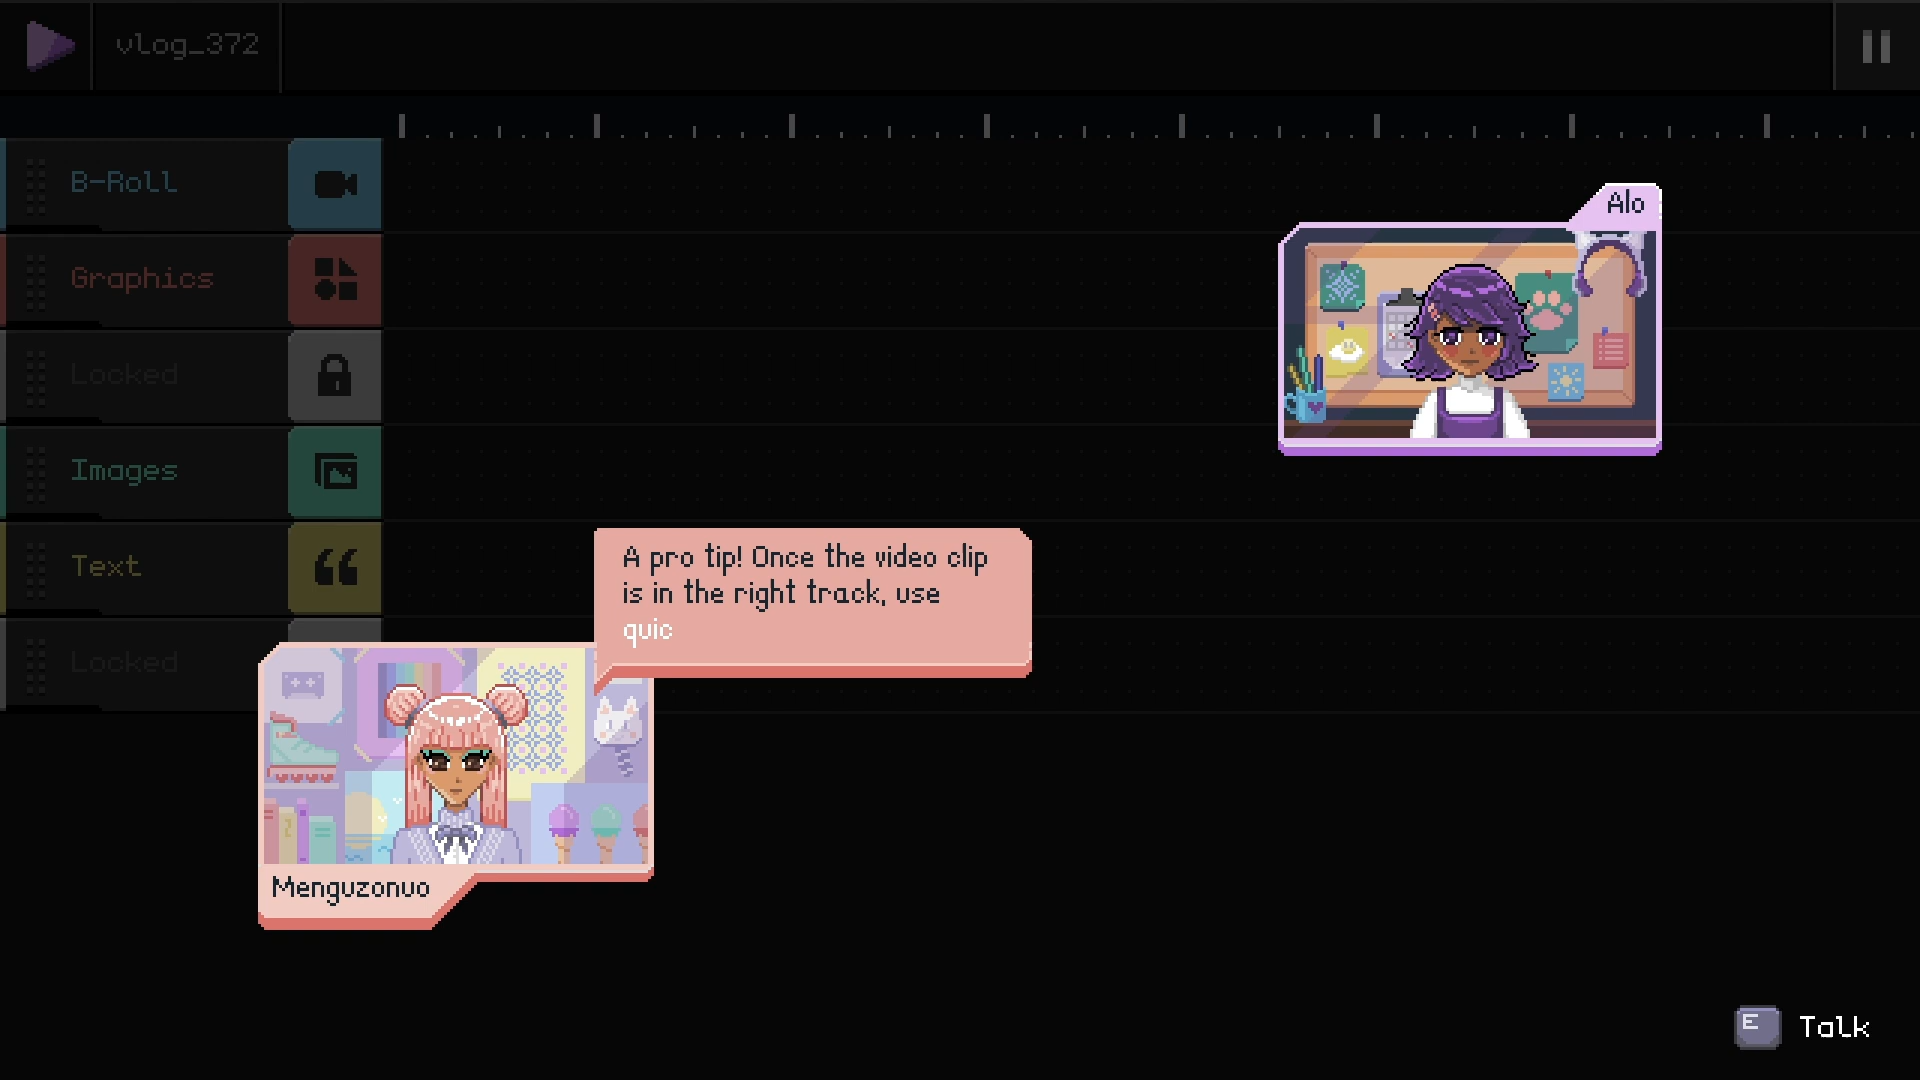 vlog_372
B-Roll
Graphics
Locked
Images
Text
Locked
Alo
A pro tip! Once the video clip
is in the right track, use
quic
Menguzonuo
E Talk